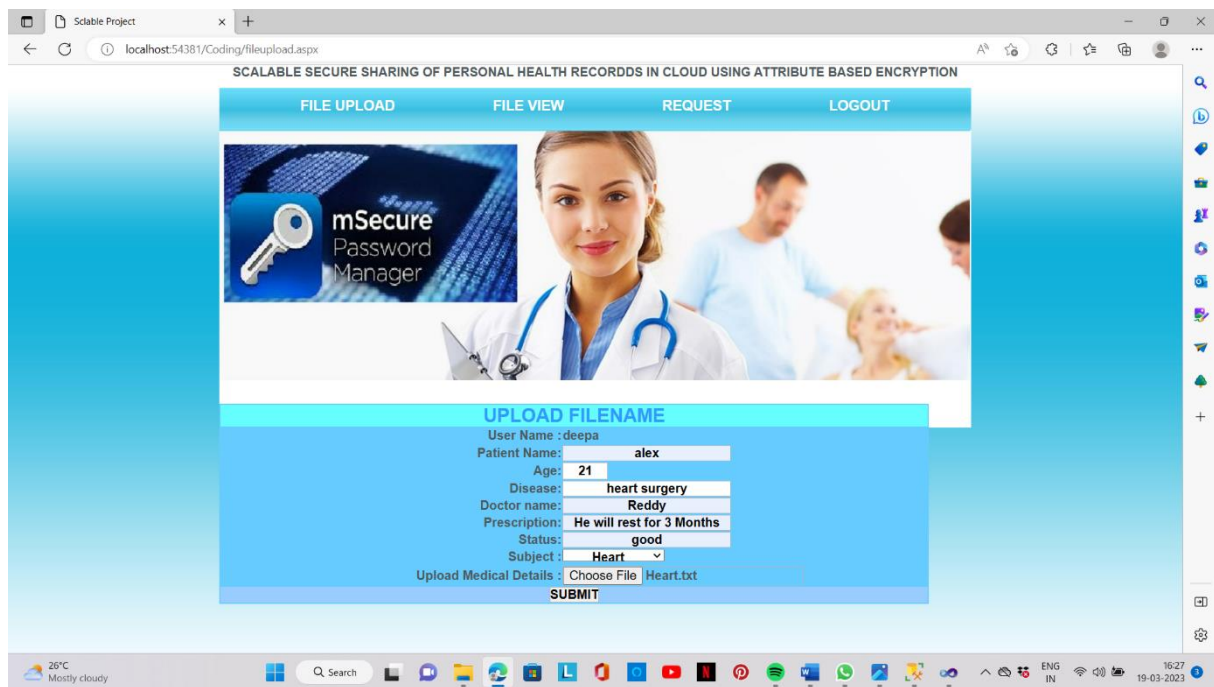 Sclable Project
localhost:54381/Coding/fileupload.aspx
SCALABLE SECURE SHARING OF PERSONAL HEALTH RECORDDS IN CLOUD USING ATTRIBUTE BASED ENCRYPTION
FILE UPLOAD FILE VIEW REQUEST LOGOUT
mSecure
Password
Manager
UPLOAD FILENAME
User Name : deepa
Patient Name: alex
Age: 21
Disease: heart surgery
Doctor name: Reddy
Prescription: He will rest for 3 Months
Status: good
Subject : Heart
Upload Medical Details : Choose File Heart.txt
SUBMIT
26°C
Mostly cloudy
Search
ENG
IN
16:27
19-03-2023
3